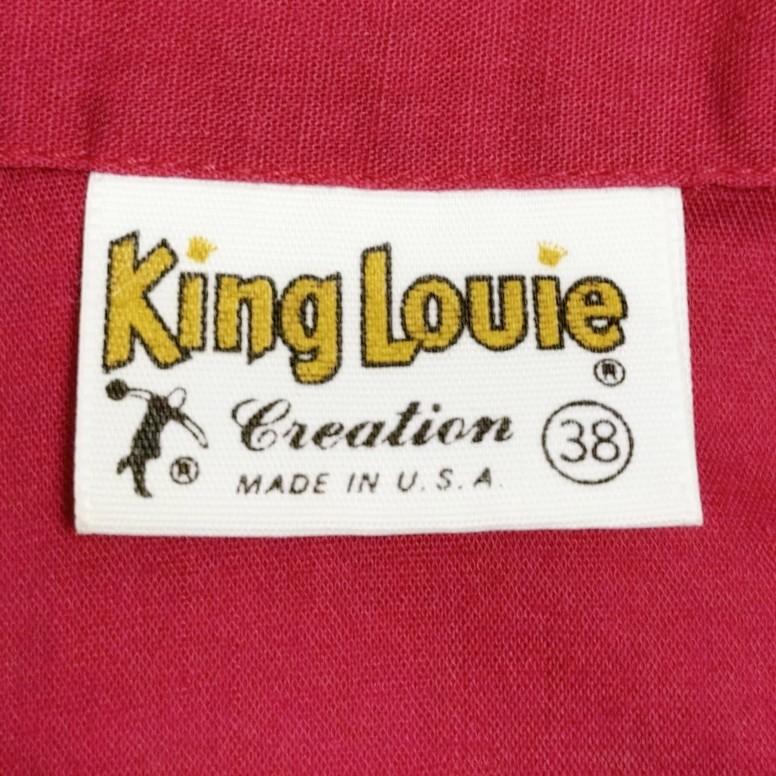 King Louie ®
Creation 38
® MADE IN U.S.A.